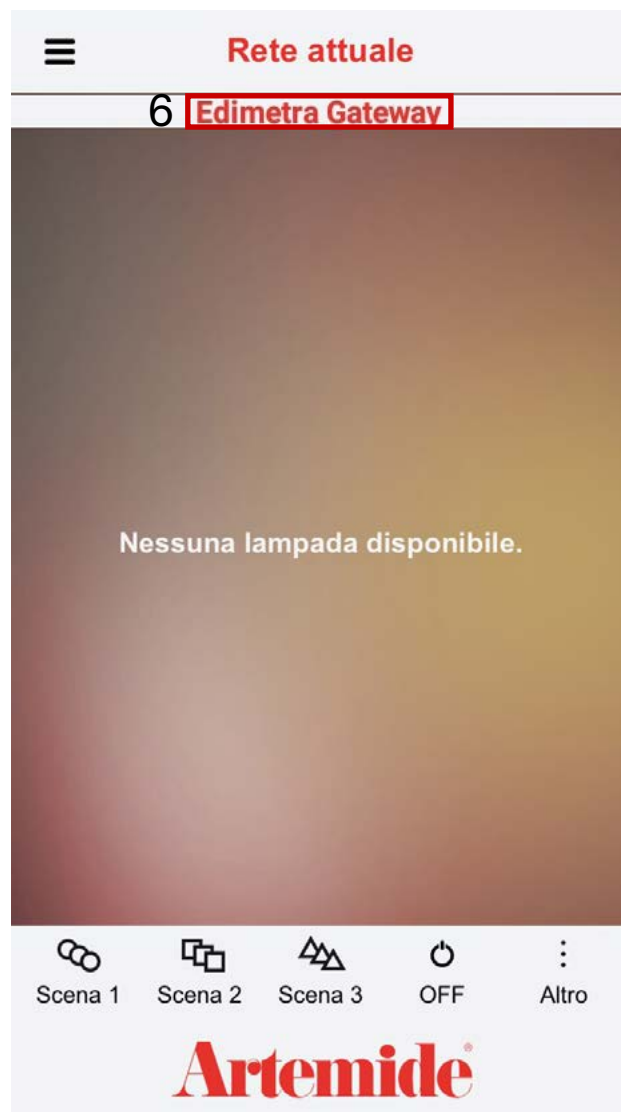 Rete attuale
6 Edimetra Gateway
Nessuna lampada disponibile.
Scena 1 Scena 2 Scena 3 OFF Altro
Artemide®